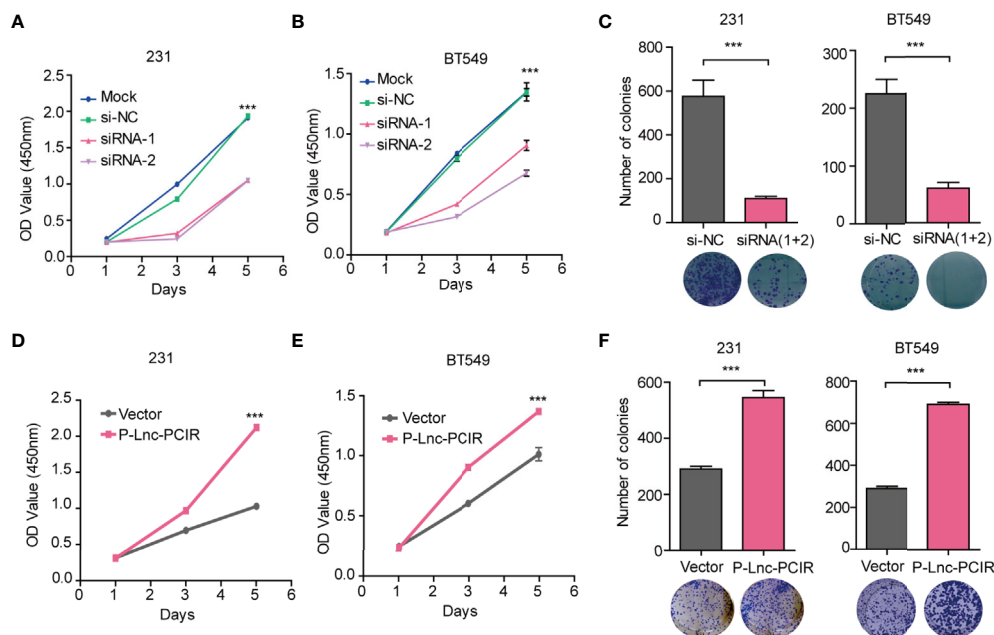 A
231
Mock
si-NC
siRNA-1
siRNA-2
***
OD Value (450nm)
2.5
2.0
1.5
1.0
0.5
0.0
0 1 2 3 4 5 6
Days
B
BT549
Mock
si-NC
siRNA-1
siRNA-2
***
OD Value (450nm)
1.5
1.0
0.5
0.0
0 1 2 3 4 5 6
Days
C
231
***
Number of colonies
800
600
400
200
0
si-NC siRNA(1+2)
BT549
***
300
200
100
0
si-NC siRNA(1+2)
D
231
Vector
P-Lnc-PCIR
***
OD Value (450nm)
2.5
2.0
1.5
1.0
0.5
0.0
0 1 2 3 4 5 6
Days
E
BT549
Vector
P-Lnc-PCIR
***
OD Value (450nm)
1.5
1.0
0.5
0.0
0 1 2 3 4 5 6
Days
F
231
***
Number of colonies
600
400
200
0
Vector P-Lnc-PCIR
BT549
***
800
600
400
200
0
Vector P-Lnc-PCIR